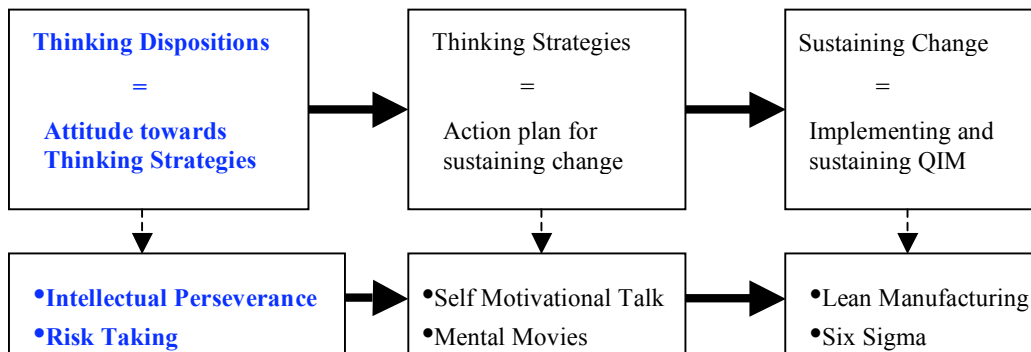 Thinking Dispositions
=
Attitude towards
Thinking Strategies
Thinking Strategies
=
Action plan for
sustaining change
Sustaining Change
=
Implementing and
sustaining QIM
•Intellectual Perseverance
•Risk Taking
•Self Motivational Talk
•Mental Movies
•Lean Manufacturing
•Six Sigma